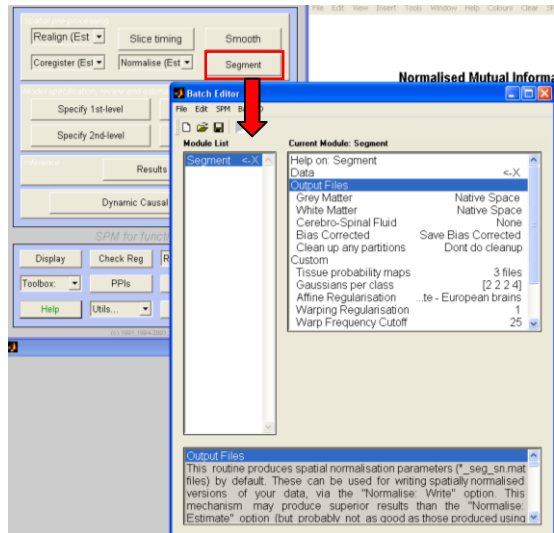 File Edit View Insert Tools Window Help Colours Clear
Realign (Est
Slice timing
Smooth
Coregister (Est
Normalise (Est
Segment
Normalised Mutual Informa
Specify 1st-level
Specify 2nd-level
Results
Dynamic Causal
SPM for functi
Display
Check Reg
R
Toolbox:
PPIs
Help
Utils...
Batch Editor
File Edit SPM
Module List
Segment <-X
Current Module: Segment
Help on: Segment
Data <-X
Output Files
Grey Matter Native Space
White Matter Native Space
Cerebro-Spinal Fluid None
Bias Corrected Save Bias Corrected
Clean up any partitions Dont do cleanup
Custom
Tissue probability maps 3 files
Gaussians per class [2 2 2 4]
Affine Regularisation ...te - European brains
Warping Regularisation 1
Warp Frequency Cutoff 25
Output Files
This routine produces spatial normalisation parameters (*_seg_sn.mat
files) by default. These can be used for writing spatially normalised
versions of your data, via the "Normalise: Write" option. This
mechanism may produce superior results than the "Normalise:
Estimate" option (but probably not as good as those produced using